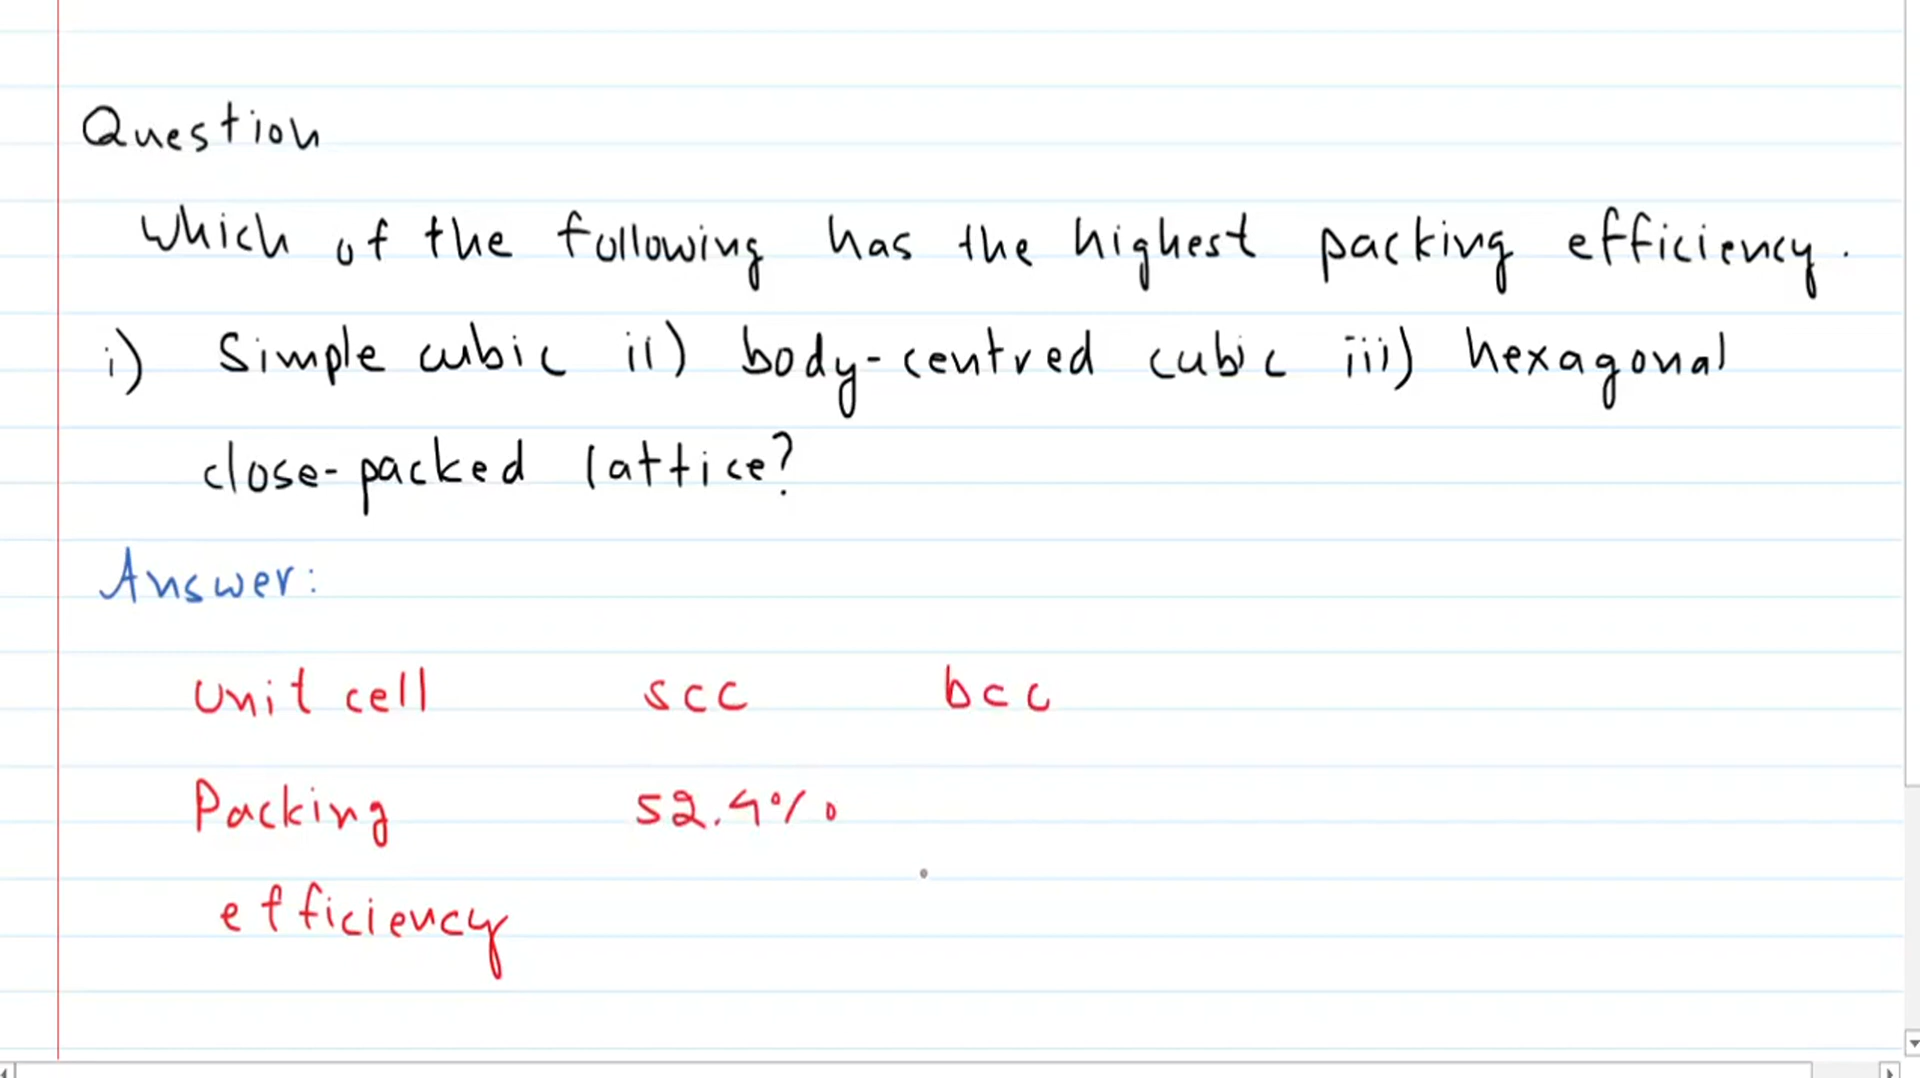 Question
Which of the following has the highest packing efficiency.
i) Simple cubic ii) body-centred cubic iii) hexagonal
close-packed lattice?
Answer:
Unit cell scc bcc
Packing 52.4%
efficiency